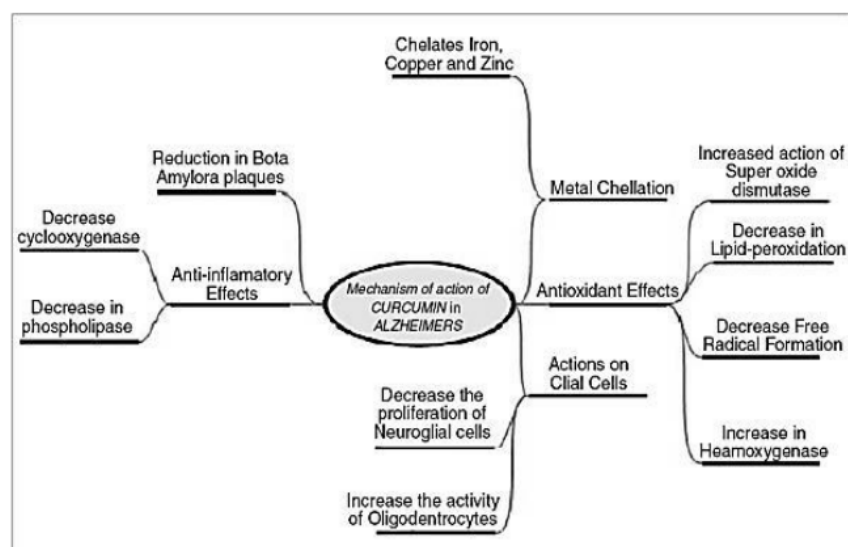 Chelates Iron,
Copper and Zinc
Reduction in Bota
Amylora plaques
Increased action of
Super oxide
dismutase
Metal Chellation
Decrease
cyclooxygenase
Decrease in
Lipid-peroxidation
Anti-inflamatory
Effects
Mechanism of action of
CURCUMIN in
ALZHEIMERS
Antioxidant Effects
Decrease in
phospholipase
Decrease Free
Radical Formation
Actions on
Clial Cells
Decrease the
proliferation of
Neuroglial cells
Increase in
Heamoxygenase
Increase the activity
of Oligodentrocytes